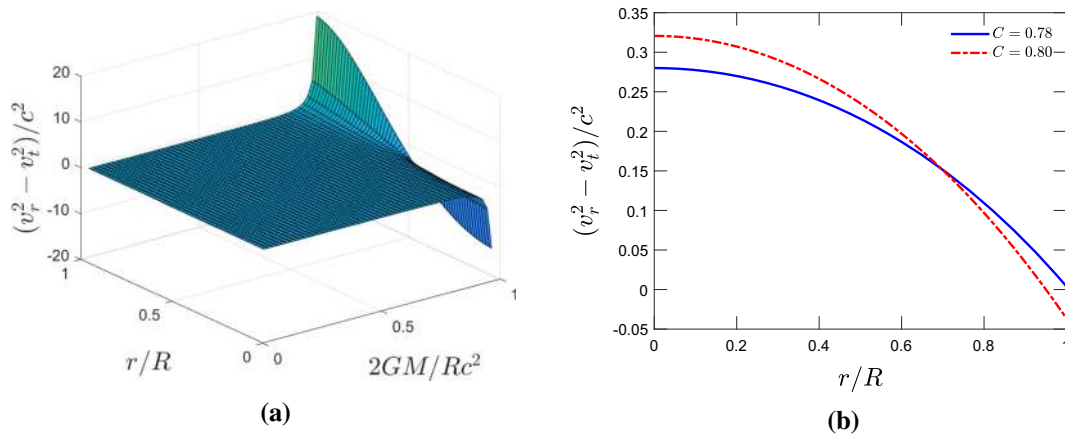 20
10
0
-10
-20
(v_r^2 − v_t^2)/c^2
1
0.5
0
r/R
0
0.5
1
2GM/Rc^2
(a)
0.35
0.3
0.25
0.2
0.15
0.1
0.05
0
-0.05
(v_r^2 − v_t^2)/c^2
C = 0.78
C = 0.80
0 0.2 0.4 0.6 0.8 1
r/R
(b)